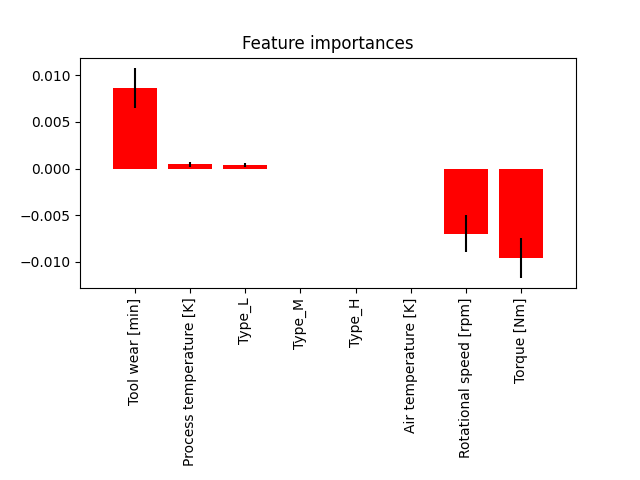 Feature importances
0.010
0.005
0.000
−0.005
−0.010
Tool wear [min]
Process temperature [K]
Type_L
Type_M
Type_H
Air temperature [K]
Rotational speed [rpm]
Torque [Nm]